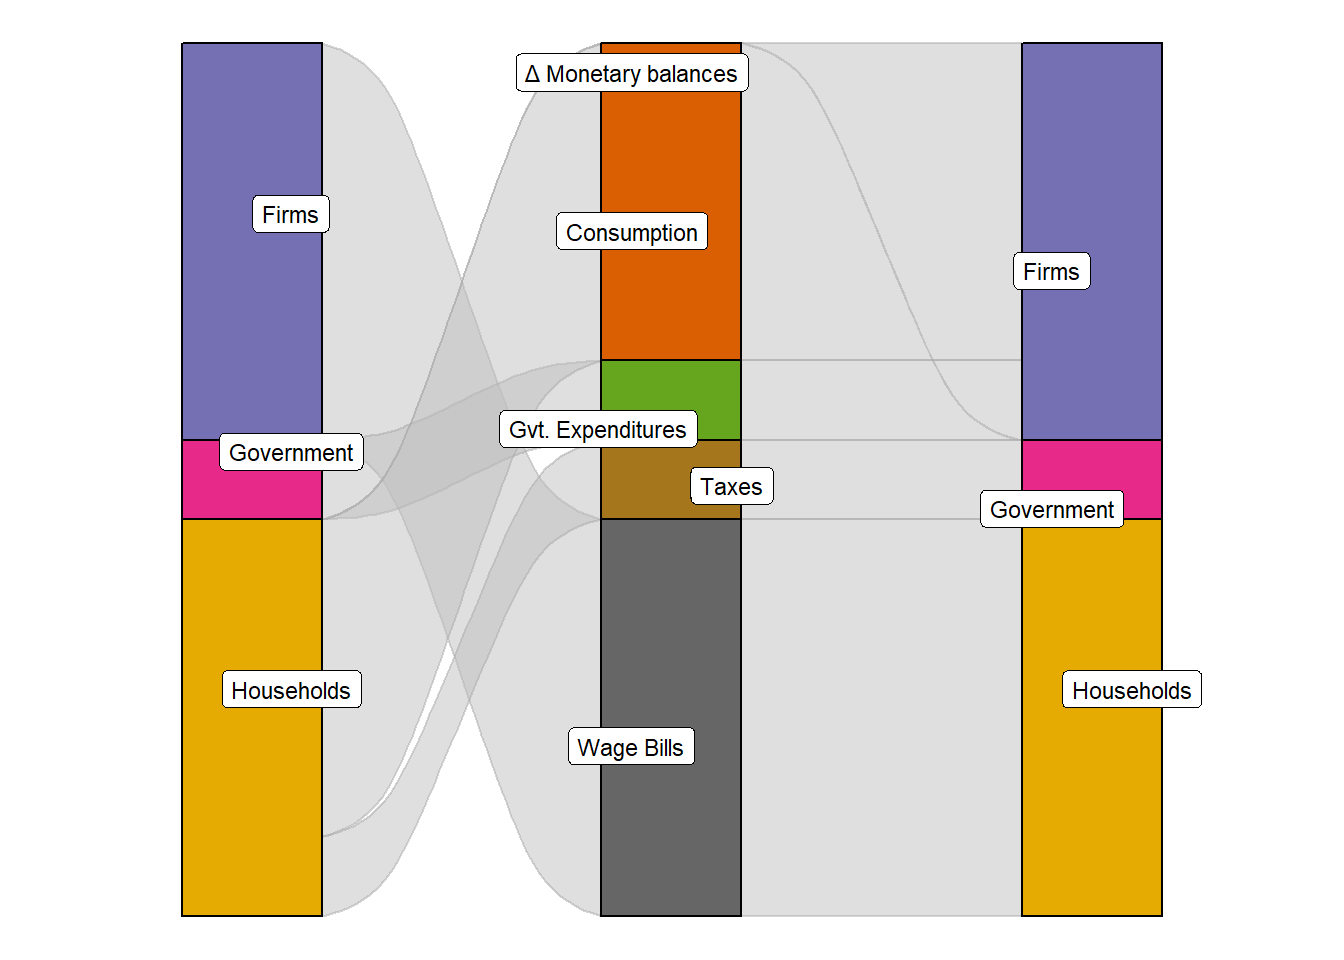 Δ Monetary balances
Firms
Consumption
Firms
Gvt. Expenditures
Government
Taxes
Government
Households
Households
Wage Bills